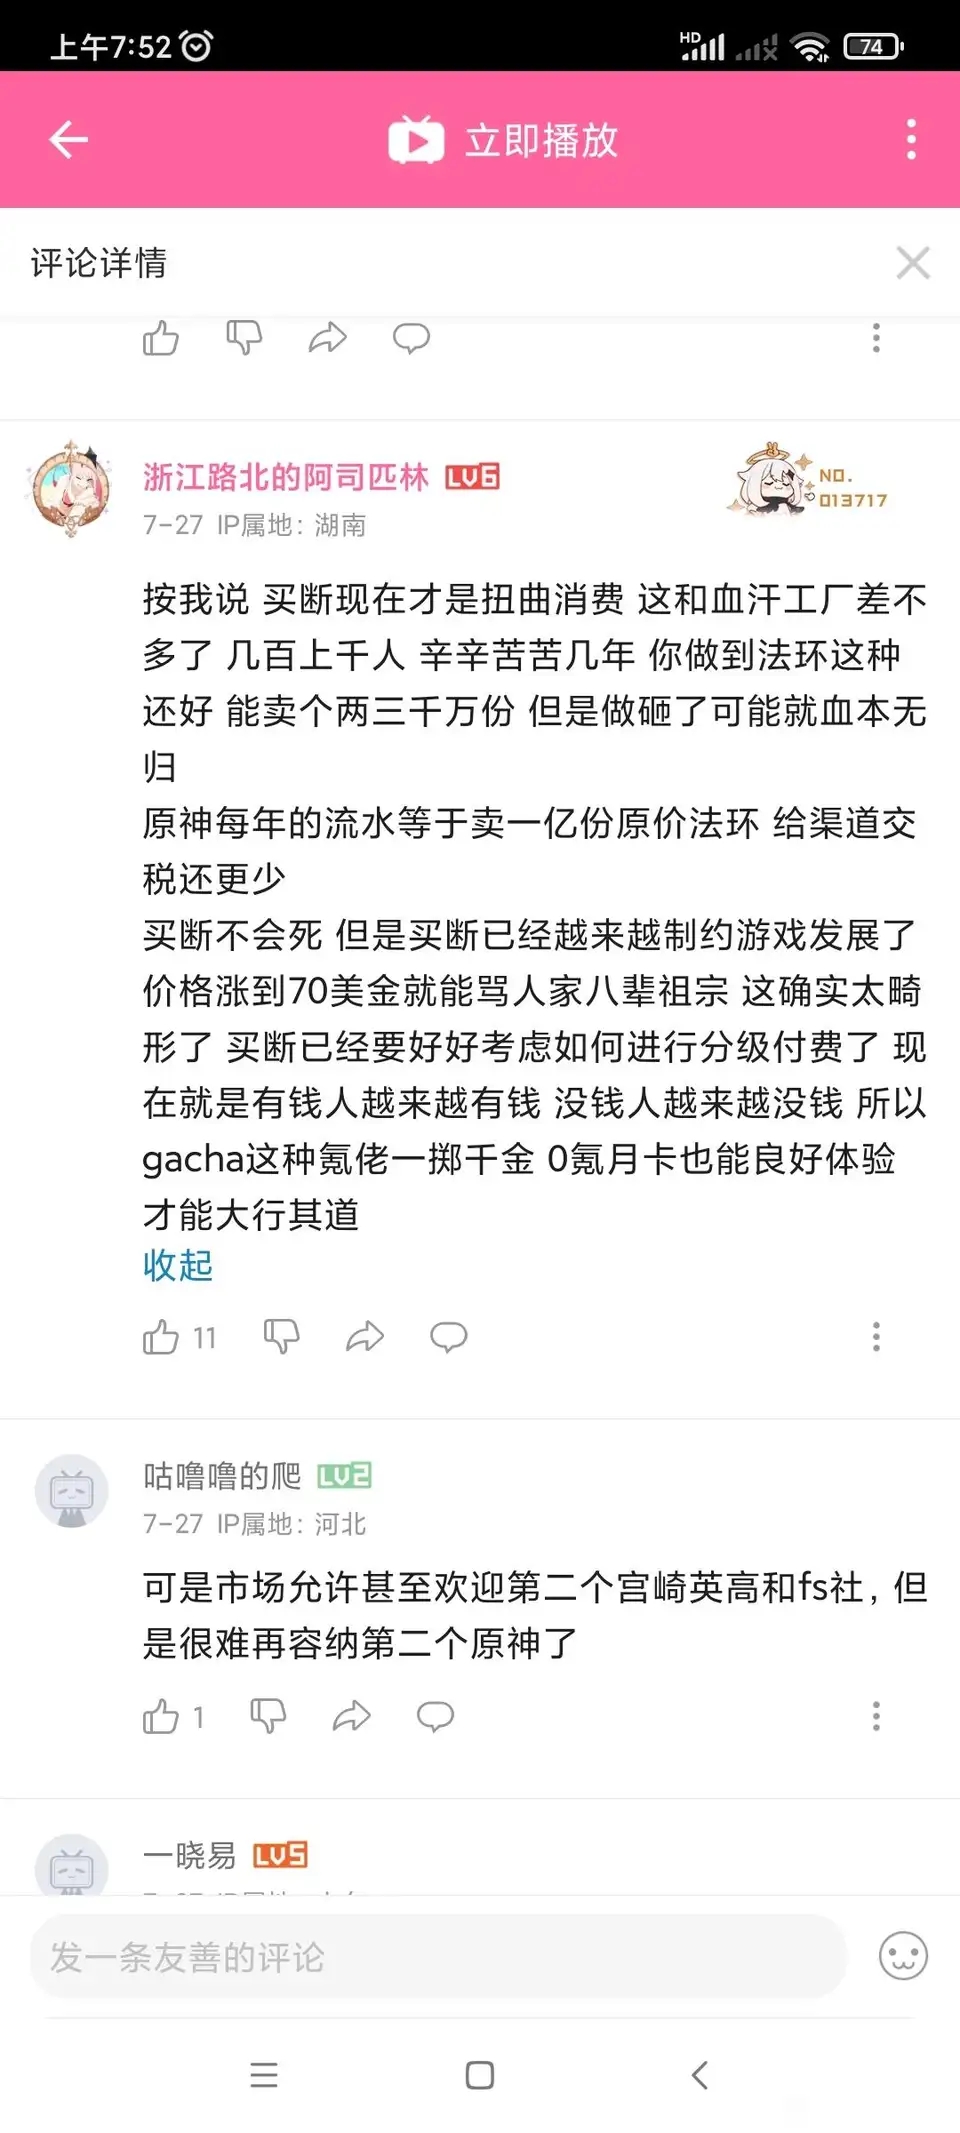 上午7:52
HD
74
立即播放
评论详情
浙江路北的阿司匹林 LV6
NO.
013717
7-27 IP属地：湖南
按我说 买断现在才是扭曲消费 这和血汗工厂差不
多了 几百上千人 辛辛苦苦几年 你做到法环这种
还好 能卖个两三千万份 但是做砸了可能就血本无
归
原神每年的流水等于卖一亿份原价法环 给渠道交
税还更少
买断不会死 但是买断已经越来越制约游戏发展了
价格涨到70美金就能骂人家八辈祖宗 这确实太畸
形了 买断已经要好好考虑如何进行分级付费了 现
在就是有钱人越来越有钱 没钱人越来越没钱 所以
gacha这种氪佬一掷千金 0氪月卡也能良好体验
才能大行其道
收起
11
咕噜噜的爬 LV2
7-27 IP属地：河北
可是市场允许甚至欢迎第二个宫崎英高和fs社，但
是很难再容纳第二个原神了
1
一晓易 LV5
发一条友善的评论